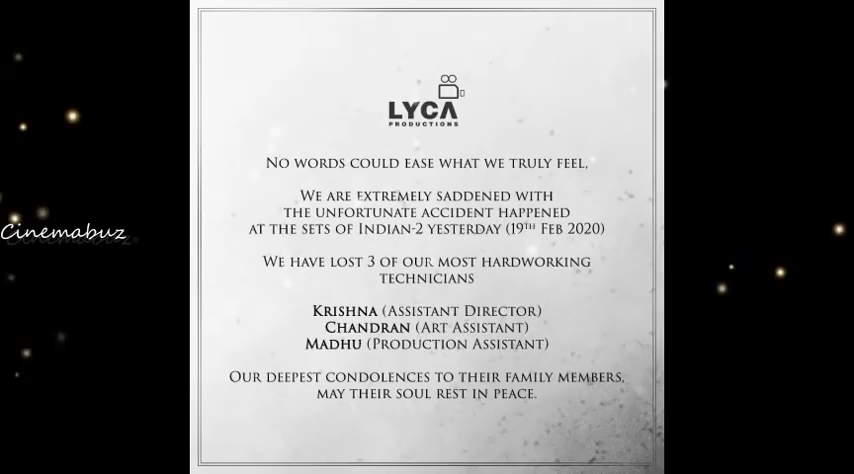 LYCA
PRODUCTIONS
NO WORDS COULD EASE WHAT WE TRULY FEEL,
WE ARE EXTREMELY SADDENED WITH
THE UNFORTUNATE ACCIDENT HAPPENED
AT THE SETS OF INDIAN-2 YESTERDAY (19TH FEB 2020)
WE HAVE LOST 3 OF OUR MOST HARDWORKING
TECHNICIANS
KRISHNA (ASSISTANT DIRECTOR)
CHANDRAN (ART ASSISTANT)
MADHU (PRODUCTION ASSISTANT)
OUR DEEPEST CONDOLENCES TO THEIR FAMILY MEMBERS,
MAY THEIR SOUL REST IN PEACE.
Cinemabuz